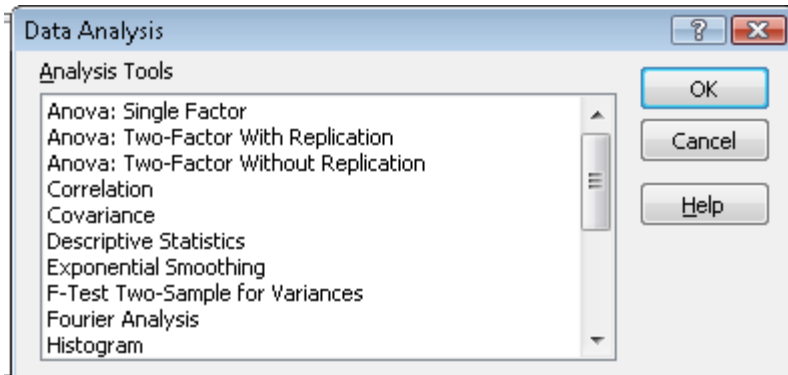 Data Analysis
Analysis Tools
Anova: Single Factor
Anova: Two-Factor With Replication
Anova: Two-Factor Without Replication
Correlation
Covariance
Descriptive Statistics
Exponential Smoothing
F-Test Two-Sample for Variances
Fourier Analysis
Histogram
OK
Cancel
Help